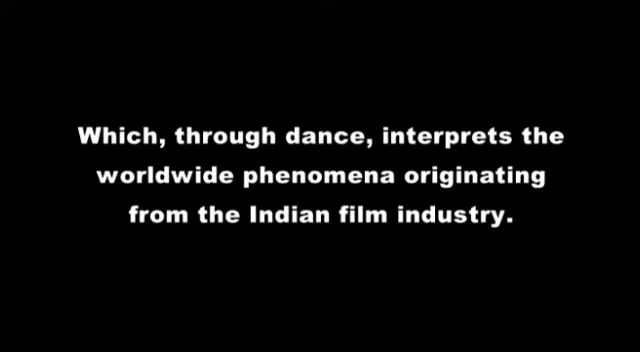 Which, through dance, interprets the
worldwide phenomena originating
from the Indian film industry.